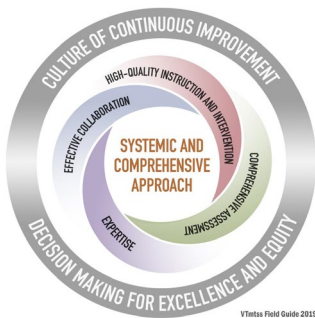 CULTURE OF CONTINUOUS IMPROVEMENT
HIGH-QUALITY INSTRUCTION AND INTERVENTION
EFFECTIVE COLLABORATION
SYSTEMIC AND
COMPREHENSIVE
APPROACH
COMPREHENSIVE ASSESSMENT
EXPERTISE
DECISION MAKING FOR EXCELLENCE AND EQUITY
VTmtss Field Guide 2019